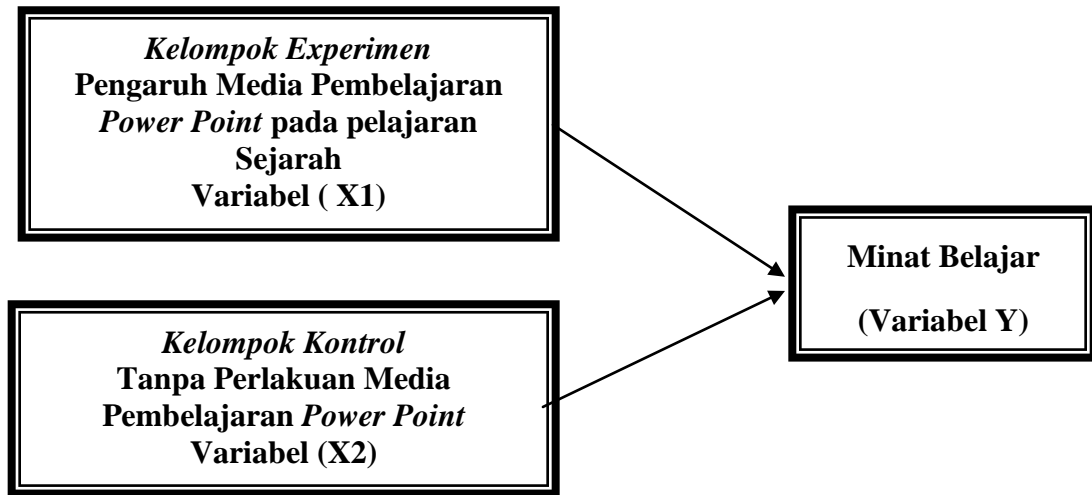 Kelompok Experimen
Pengaruh Media Pembelajaran
Power Point pada pelajaran
Sejarah
Variabel ( X1)
Kelompok Kontrol
Tanpa Perlakuan Media
Pembelajaran Power Point
Variabel (X2)
Minat Belajar
(Variabel Y)